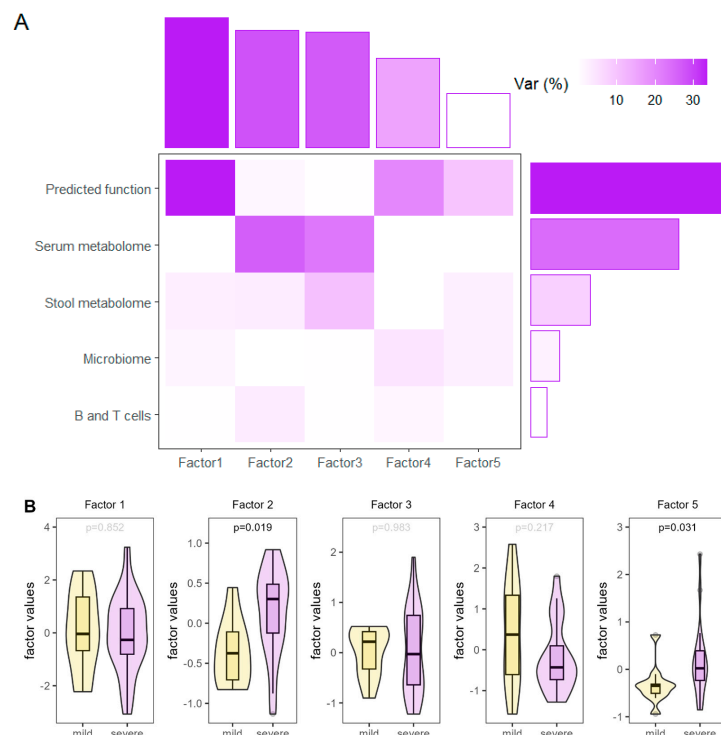 A
Var (%)
10 20 30
Predicted function
Serum metabolome
Stool metabolome
Microbiome
B and T cells
Factor1 Factor2 Factor3 Factor4 Factor5
B
Factor 1 Factor 2 Factor 3 Factor 4 Factor 5
p=0.852 p=0.019 p=0.983 p=0.217 p=0.031
factor values factor values factor values factor values factor values
4 2 0 -2
1.0 0.5 0.0 -0.5 -1.0
2 1 0 -1
3 2 1 0 -1
3 2 1 0 -1
mild severe mild severe mild severe mild severe mild severe